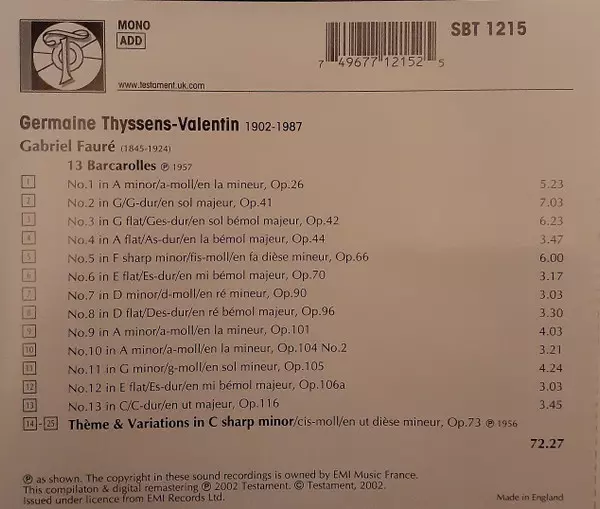 T
MONO
ADD
www.testament.uk.com
SBT 1215
7 49677 12152 5
Germaine Thyssens-Valentin 1902-1987
Gabriel Fauré (1845-1924)
13 Barcarolles ℗ 1957
1 No.1 in A minor/a-moll/en la mineur, Op.26 5.23
2 No.2 in G/G-dur/en sol majeur, Op.41 7.03
3 No.3 in G flat/Ges-dur/en sol bémol majeur, Op.42 6.23
4 No.4 in A flat/As-dur/en la bémol majeur, Op.44 3.47
5 No.5 in F sharp minor/fis-moll/en fa dièse mineur, Op.66 6.00
6 No.6 in E flat/Es-dur/en mi bémol majeur, Op.70 3.17
7 No.7 in D minor/d-moll/en ré mineur, Op.90 3.03
8 No.8 in D flat/Des-dur/en ré bémol majeur, Op.96 3.30
9 No.9 in A minor/a-moll/en la mineur, Op.101 4.03
10 No.10 in A minor/a-moll/en la mineur, Op.104 No.2 3.21
11 No.11 in G minor/g-moll/en sol mineur, Op.105 4.24
12 No.12 in E flat/Es-dur/en mi bémol majeur, Op.106a 3.03
13 No.13 in C/C-dur/en ut majeur, Op.116 3.45
14-25 Thème & Variations in C sharp minor/cis-moll/en ut dièse mineur, Op.73 ℗ 1956
72.27
℗ as shown. The copyright in these sound recordings is owned by EMI Music France.
This compilaton & digital remastering ℗ 2002 Testament. © Testament, 2002.
Issued under licence from EMI Records Ltd.
Made in England